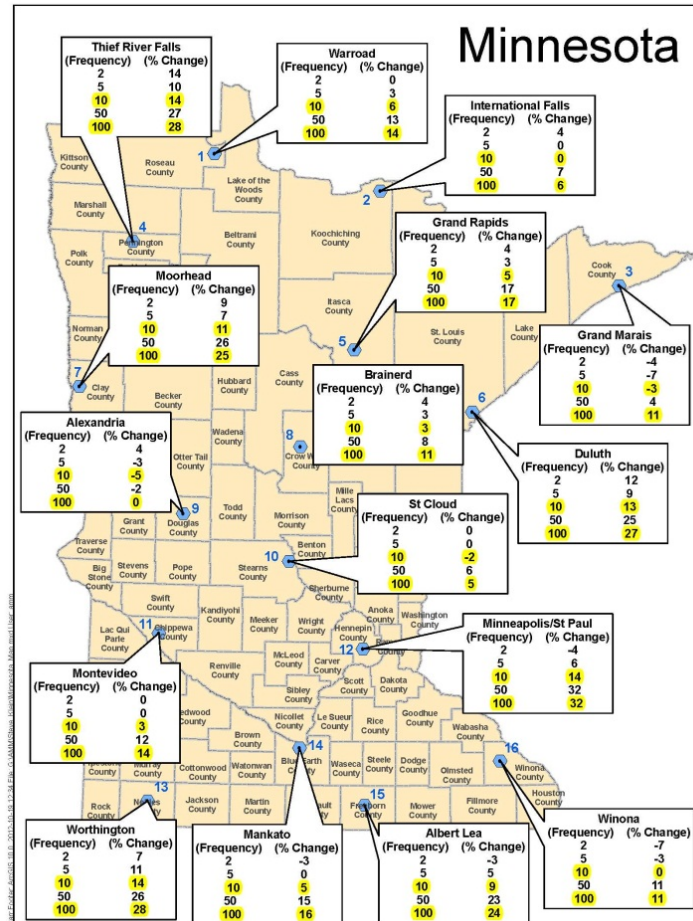 Minnesota
Thief River Falls
(Frequency) (% Change)
2 14
5 10
10 14
50 27
100 28
Warroad
(Frequency) (% Change)
2 0
5 3
10 6
50 13
100 14
International Falls
(Frequency) (% Change)
2 4
5 0
10 0
50 7
100 6
1
2
Kittson
County
Roseau
County
Lake of the
Woods
County
Marshall
County
4
Pennington
County
Beltrami
County
Koochiching
County
Polk
County
Grand Rapids
(Frequency) (% Change)
2 4
5 3
10 5
50 17
100 17
Cook
County
3
Moorhead
(Frequency) (% Change)
2 9
5 7
10 11
50 26
100 25
Norman
County
Itasca
County
5
St. Louis
County
Lake
County
Grand Marais
(Frequency) (% Change)
2 -4
5 -7
10 -3
50 4
100 11
7
Clay
County
Becker
County
Hubbard
County
Cass
County
Brainerd
(Frequency) (% Change)
2 4
5 3
10 3
50 8
100 11
6
Alexandria
(Frequency) (% Change)
2 4
5 -3
10 -5
50 -2
100 0
Otter Tail
County
Wadena
County
8
Crow W
County
Duluth
(Frequency) (% Change)
2 12
5 9
10 13
50 25
100 27
9
Grant
County
Douglas
County
Todd
County
Morrison
County
Mille
Lacs
County
St Cloud
(Frequency) (% Change)
2 0
5 0
10 -2
50 6
100 5
Traverse
County
Big
Stone
County
Stevens
County
Pope
County
Stearns
County
10
Benton
County
Sherburne
Swift
County
Kandiyohi
County
Meeker
County
Wright
County
Anoka
County
Hennepin
County
Washington
County
Minneapolis/St Paul
(Frequency) (% Change)
2 -4
5 6
10 14
50 32
100 32
Lac Qui
Parle
County
11
Chippewa
County
12
Renville
County
McLeod
County
Carver
County
Scott
County
Dakota
County
Montevideo
(Frequency) (% Change)
2 0
5 0
10 3
50 12
100 14
Sibley
County
Nicollet
County
Le Sueur
County
Rice
County
Goodhue
County
Wabasha
County
edwood
County
Brown
County
14
16
Murray
County
Cottonwood
County
Watonwan
County
Blue Earth
County
Waseca
County
Steele
County
Dodge
County
Olmsted
County
Winona
County
Houston
County
13
Rock
County
Nobles
Jackson
County
Martin
County
ault
County
15
Freeborn
County
Mower
County
Fillmore
County
Worthington
(Frequency) (% Change)
2 7
5 11
10 14
50 26
100 28
Mankato
(Frequency) (% Change)
2 -3
5 0
10 5
50 15
100 16
Albert Lea
(Frequency) (% Change)
2 -3
5 5
10 9
50 23
100 24
Winona
(Frequency) (% Change)
2 -7
5 -3
10 0
50 11
100 11